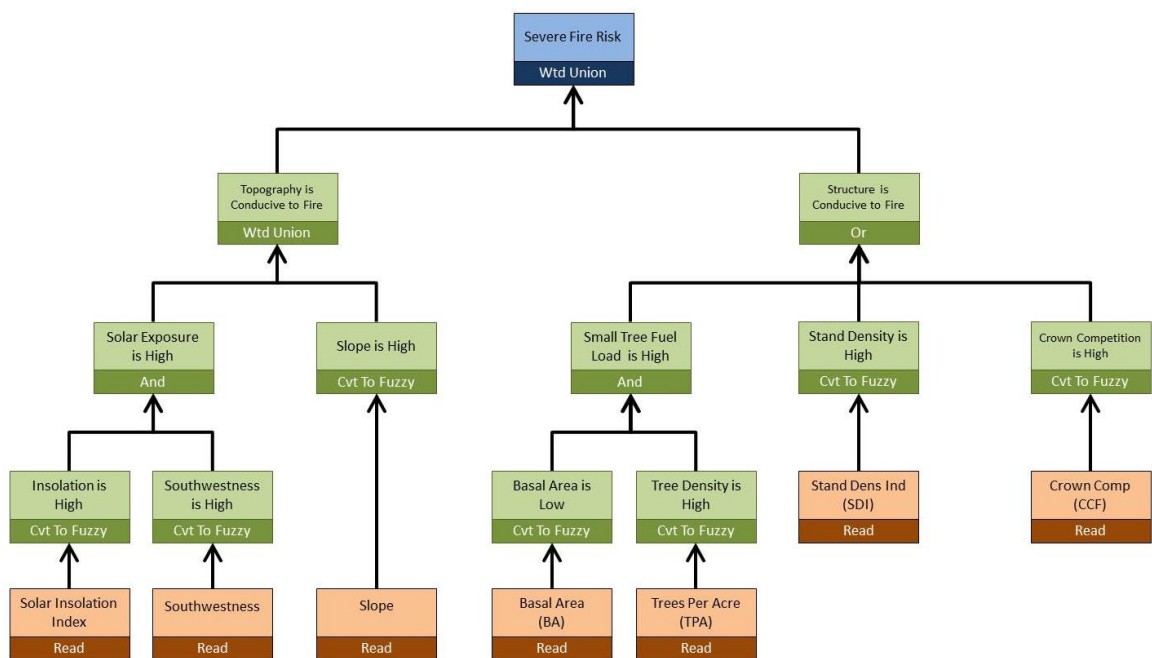 Severe Fire Risk
Wtd Union
Topography is
Conducive to Fire
Wtd Union
Structure is
Conducive to Fire
Or
Solar Exposure
is High
And
Slope is High
Cvt To Fuzzy
Small Tree Fuel
Load is High
And
Stand Density is
High
Cvt To Fuzzy
Crown Competition
is High
Cvt To Fuzzy
Insolation is
High
Cvt To Fuzzy
Southwestness
is High
Cvt To Fuzzy
Basal Area is
Low
Cvt To Fuzzy
Tree Density is
High
Cvt To Fuzzy
Stand Dens Ind
(SDI)
Read
Crown Comp
(CCF)
Read
Solar Insolation
Index
Read
Southwestness
Read
Slope
Read
Basal Area
(BA)
Read
Trees Per Acre
(TPA)
Read